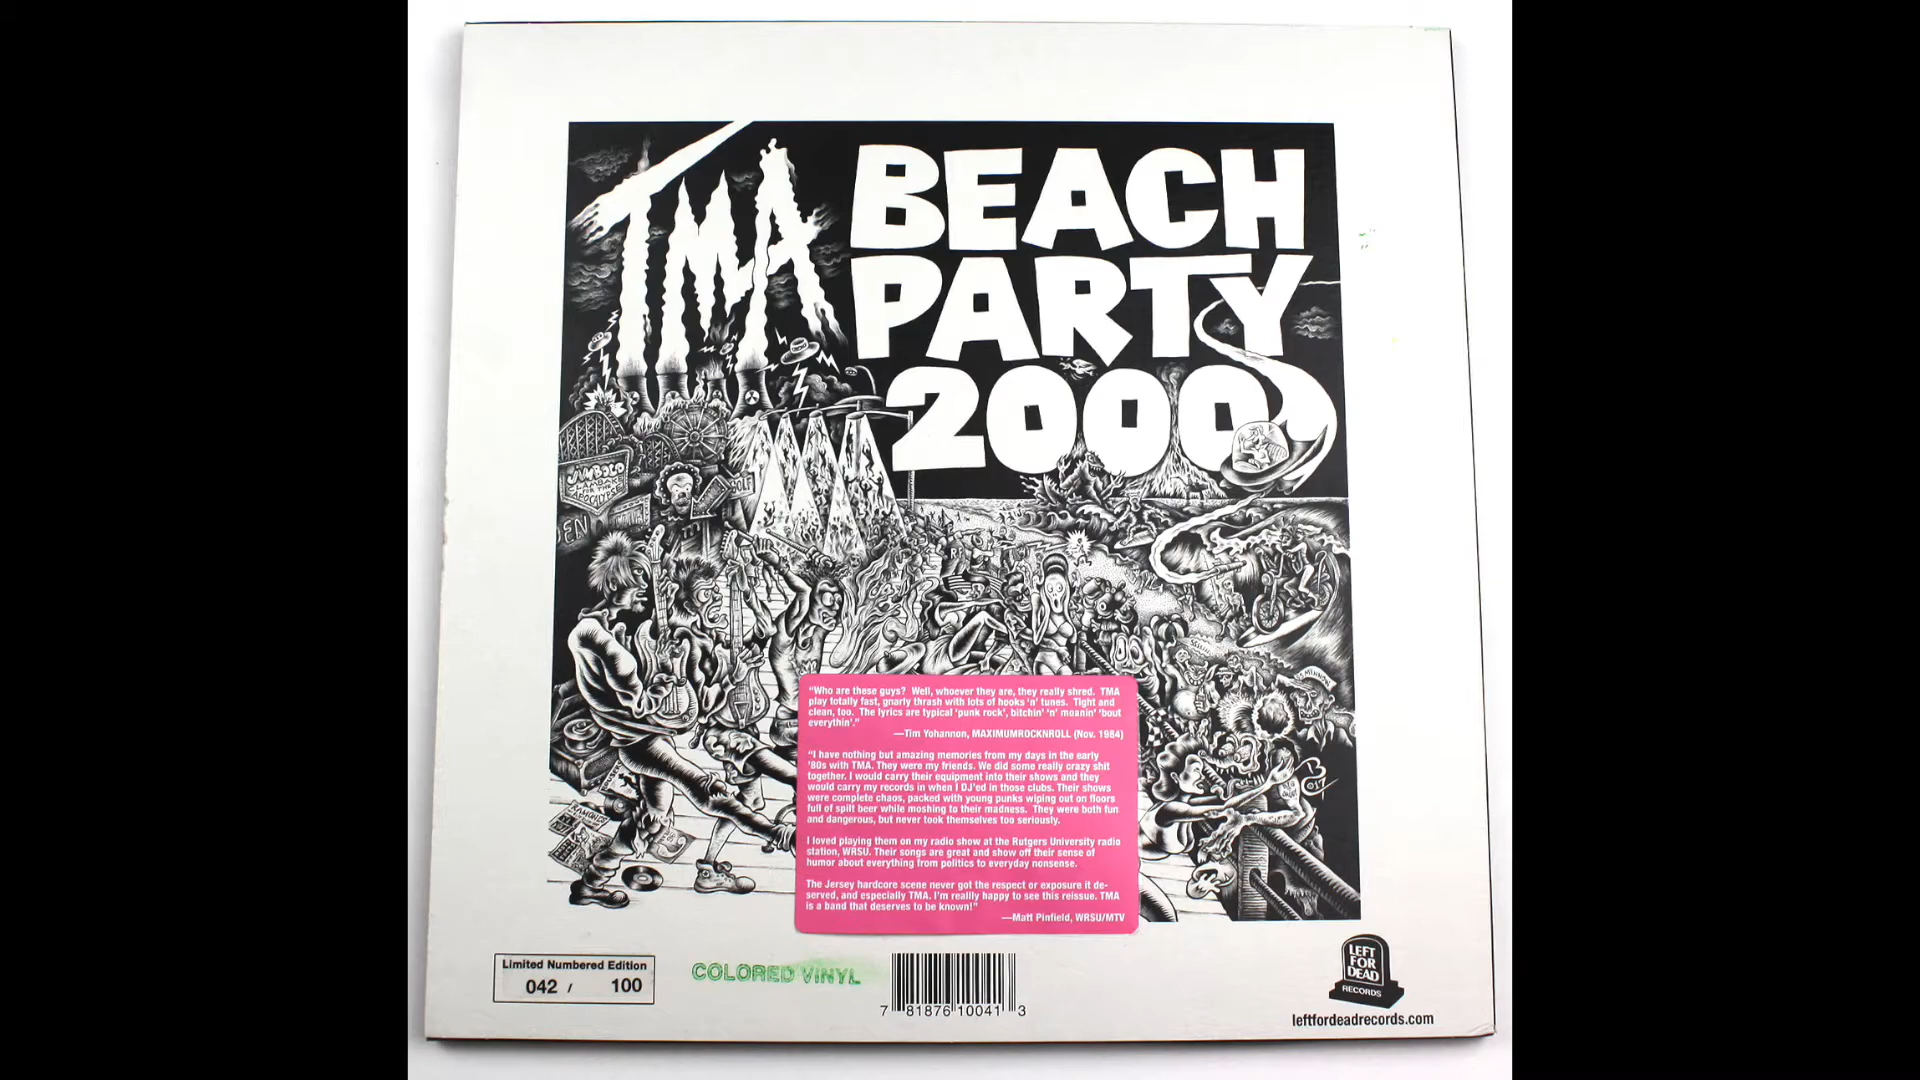 TMA
BEACH
PARTY
2000
JUMBOLO
APOCALYPSE
GOLF
DEN
RAMONES
"Who are these guys?  Well, whoever they are, they really shred.  TMA
play totally fast, gnarly thrash with lots of hooks 'n' tunes.  Tight and
clean, too.  The lyrics are typical 'punk rock', bitchin' 'n' moanin' 'bout
everythin'."
—Tim Yohannon, MAXIMUMROCKNROLL (Nov. 1984)
"I have nothing but amazing memories from my days in the early
'80s with TMA. They were my friends. We did some really crazy shit
together. I would carry their equipment into their shows and they
would carry my records in when I DJ'ed in those clubs. Their shows
were complete chaos, packed with young punks wiping out on floors
full of spilt beer while moshing to their madness.  They were both fun
and dangerous, but never took themselves too seriously.
I loved playing them on my radio show at the Rutgers University radio
station, WRSU. Their songs are great and show off their sense of
humor about everything from politics to everyday nonsense.
The Jersey hardcore scene never got the respect or exposure it de-
served, and especially TMA. I'm really happy to see this reissue. TMA
is a band that deserves to be known!"
—Matt Pinfield, WRSU/MTV
Limited Numbered Edition
042 / 100
COLORED VINYL
7 81876 10041 3
LEFT
FOR
DEAD
RECORDS
leftfordeadrecords.com